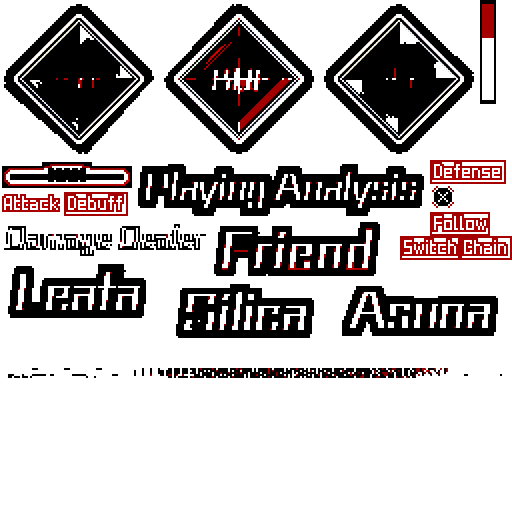 Playing Analysis
Defense
Attack Debuff
Follow
Damage Dealer
Friend
Switch Chain
Leafa
Silica
Asuna